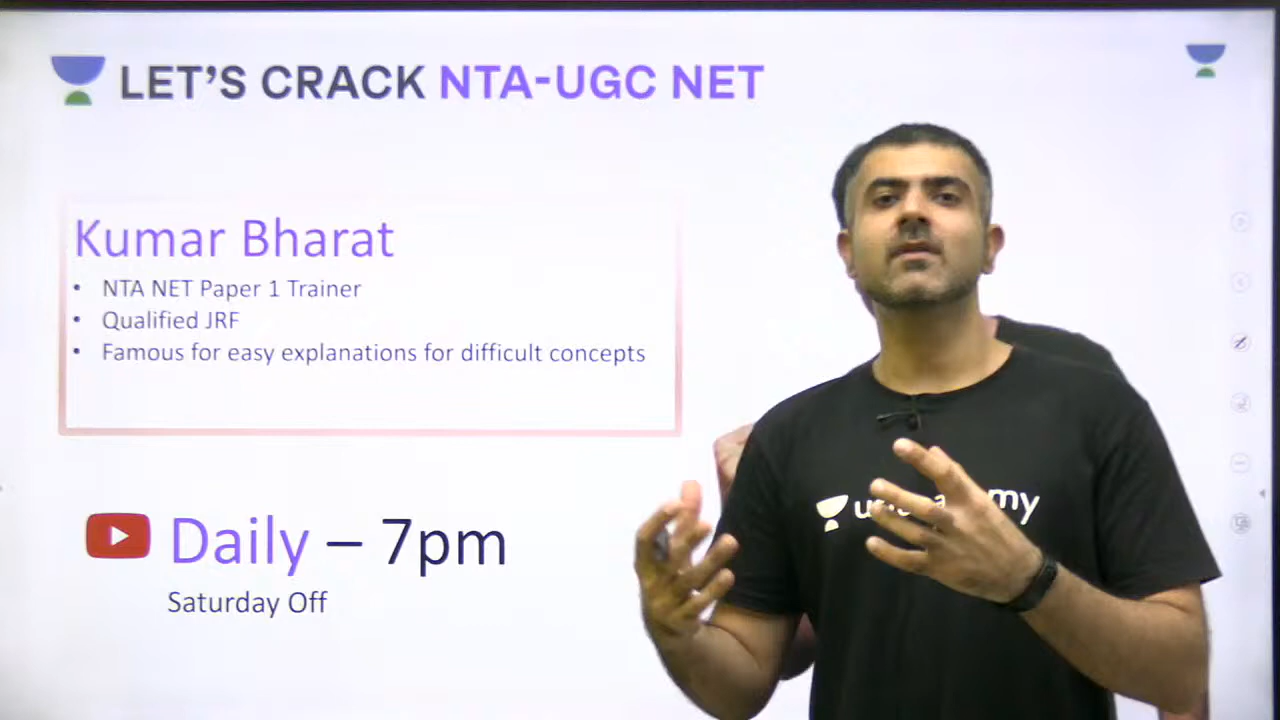 LET'S CRACK NTA-UGC NET
Kumar Bharat
• NTA NET Paper 1 Trainer
• Qualified JRF
• Famous for easy explanations for difficult concepts
Daily – 7pm
Saturday Off